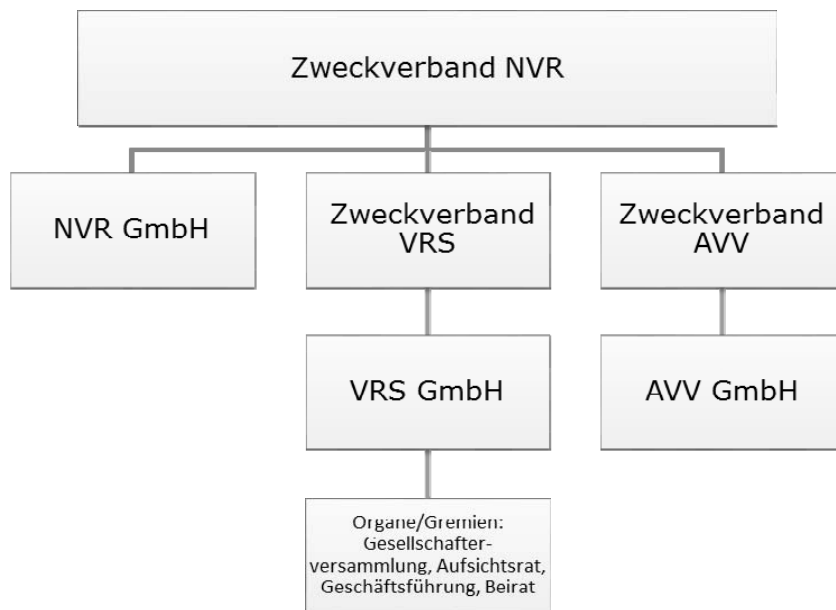 Zweckverband NVR
NVR GmbH
Zweckverband
VRS
Zweckverband
AVV
VRS GmbH
AVV GmbH
Organe/Gremien:
Gesellschafter-
versammlung, Aufsichtsrat,
Geschäftsführung, Beirat